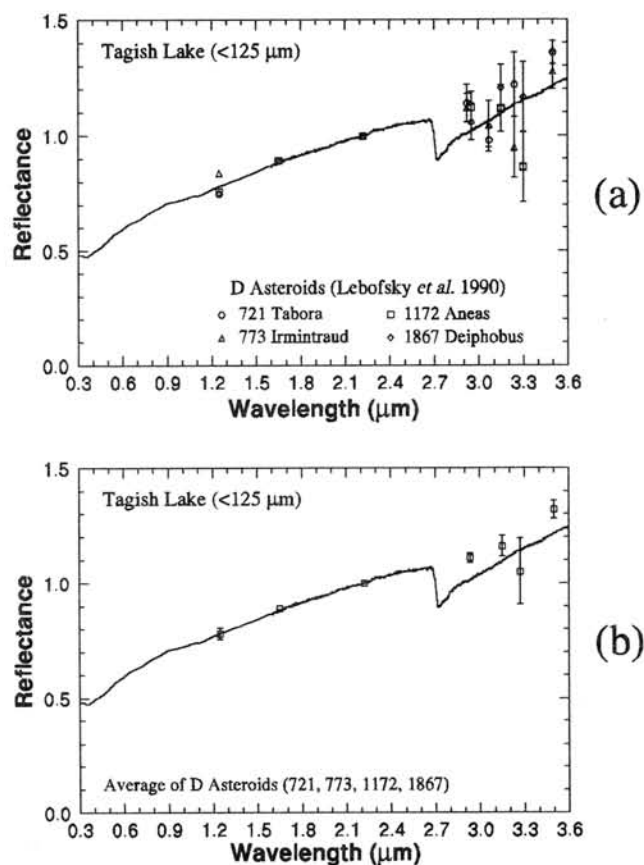 1.5
Tagish Lake (<125 μm)
1.0
Reflectance
(a)
0.5
D Asteroids (Lebofsky et al. 1990)
721 Tabora 1172 Aneas
773 Irmintraud 1867 Deiphobus
0.0
0.3 0.6 0.9 1.2 1.5 1.8 2.1 2.4 2.7 3.0 3.3 3.6
Wavelength (μm)
1.5
Tagish Lake (<125 μm)
1.0
Reflectance
(b)
0.5
Average of D Asteroids (721, 773, 1172, 1867)
0.0
0.3 0.6 0.9 1.2 1.5 1.8 2.1 2.4 2.7 3.0 3.3 3.6
Wavelength (μm)